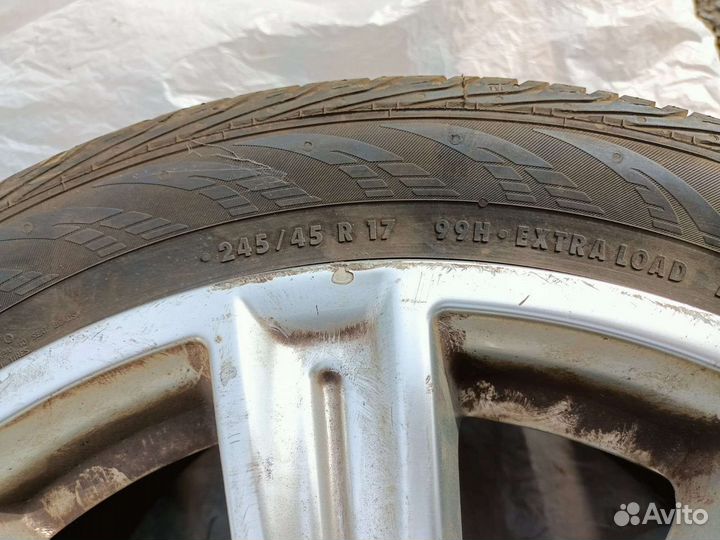 245/45 R 17 99H • EXTRA LOAD
Avito